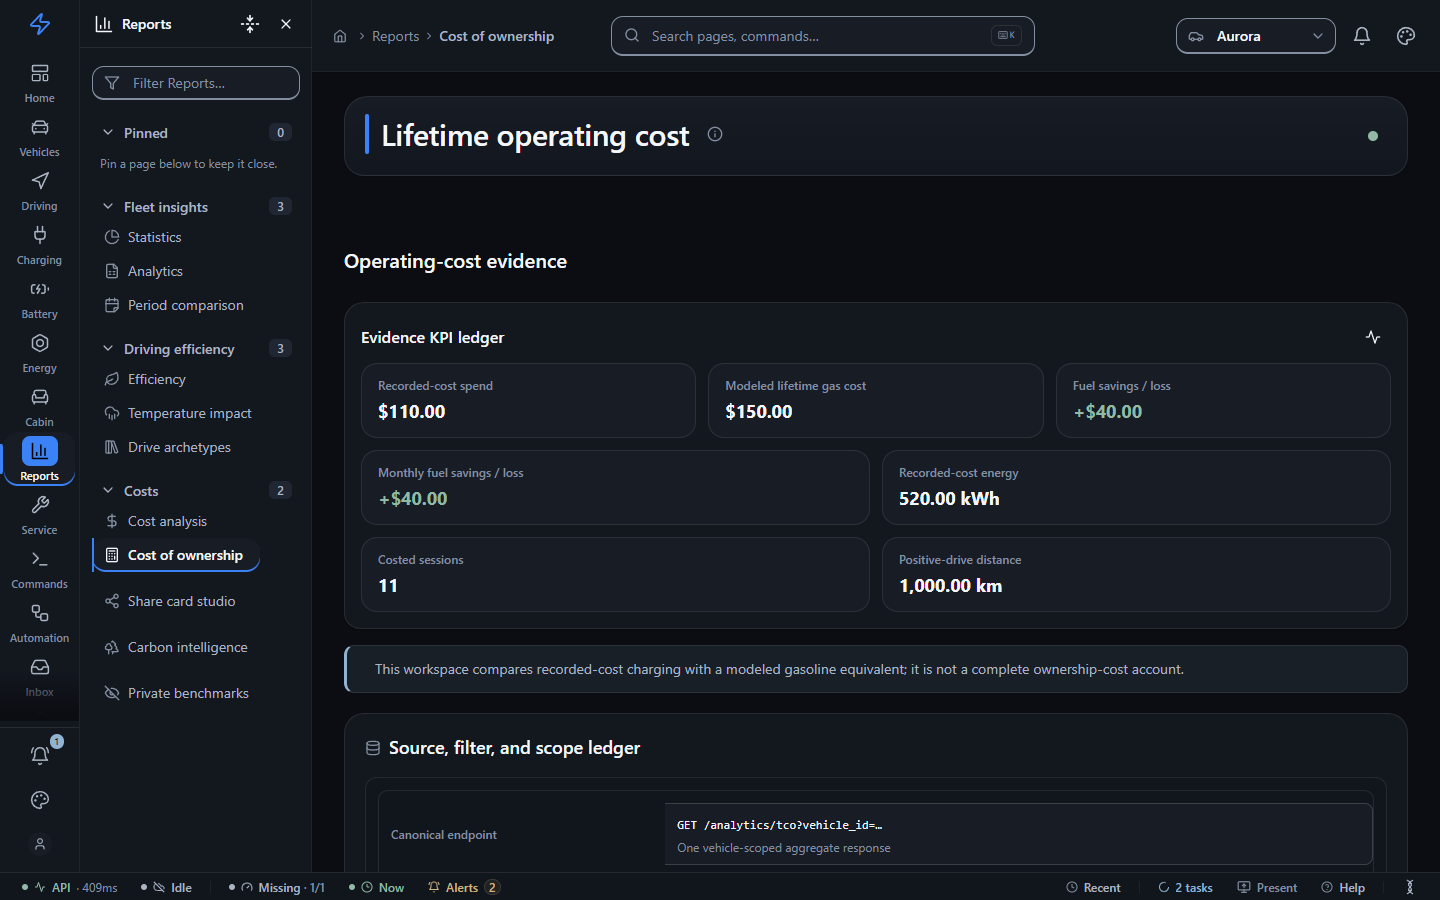 Reports
Reports
Cost of ownership
Search pages, commands...
K
Aurora
Home
Vehicles
Driving
Charging
Battery
Energy
Cabin
Reports
Service
Commands
Automation
Inbox
1
Filter Reports...
Pinned
0
Pin a page below to keep it close.
Fleet insights
3
Statistics
Analytics
Period comparison
Driving efficiency
3
Efficiency
Temperature impact
Drive archetypes
Costs
2
Cost analysis
Cost of ownership
Share card studio
Carbon intelligence
Private benchmarks
Lifetime operating cost
Operating-cost evidence
Evidence KPI ledger
Recorded-cost spend
$110.00
Modeled lifetime gas cost
$150.00
Fuel savings / loss
+$40.00
Monthly fuel savings / loss
+$40.00
Recorded-cost energy
520.00 kWh
Costed sessions
11
Positive-drive distance
1,000.00 km
This workspace compares recorded-cost charging with a modeled gasoline equivalent; it is not a complete ownership-cost account.
Source, filter, and scope ledger
Canonical endpoint
GET /analytics/tco?vehicle_id=…
One vehicle-scoped aggregate response
API · 409ms
Idle
Missing · 1/1
Now
Alerts 2
Recent
2 tasks
Present
Help